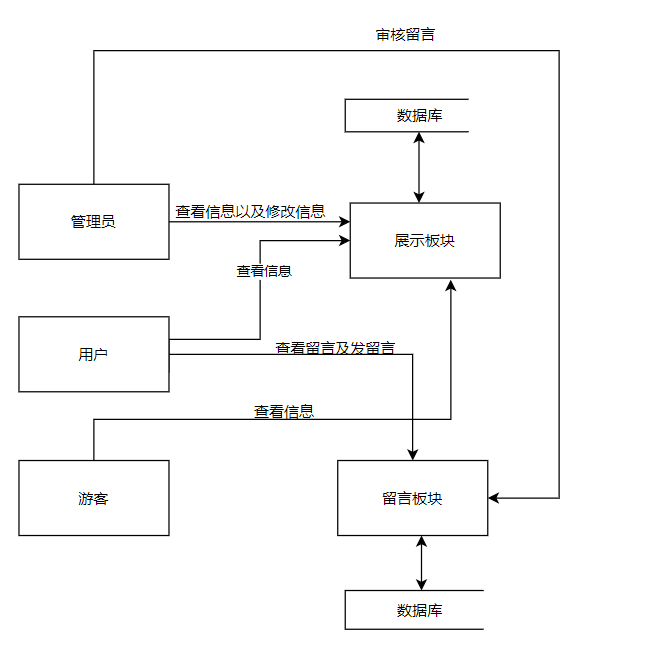 审核留言
数据库
管理员
查看信息以及修改信息
展示板块
查看信息
用户
查看留言及发留言
查看信息
游客
留言板块
数据库